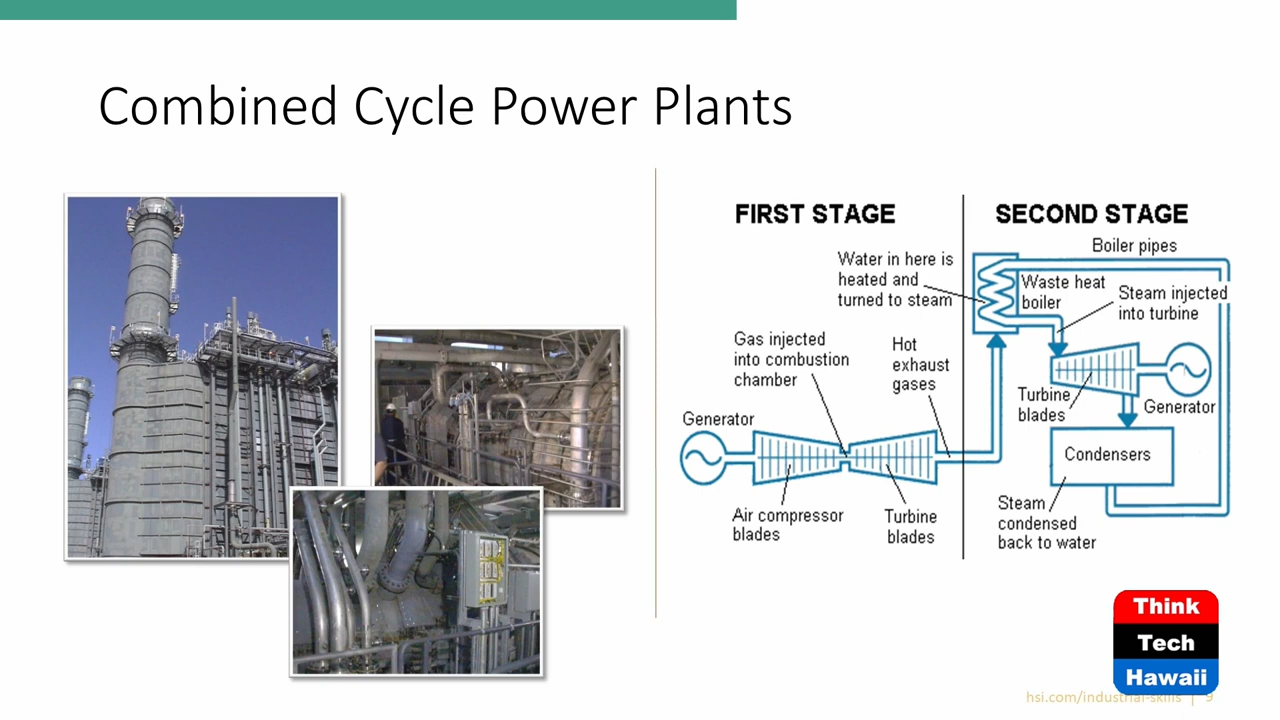 Combined Cycle Power Plants
FIRST STAGE
SECOND STAGE
Boiler pipes
Water in here is
heated and
turned to steam
Waste heat
boiler
Steam injected
into turbine
Gas injected
into combustion
chamber
Hot
exhaust
gases
Turbine
blades
Generator
Generator
Condensers
Air compressor
blades
Turbine
blades
Steam
condensed
back to water
Think
Tech
Hawaii
hsi.com/industrial-skills | 9